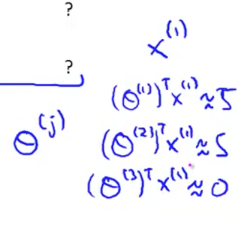 ?
x^{(1)}
?
(θ^{(1)})^T x^{(1)} ≈ 5
θ^{(j)}
(θ^{(2)})^T x^{(1)} ≈ 5
(θ^{(3)})^T x^{(1)} ≈ 0